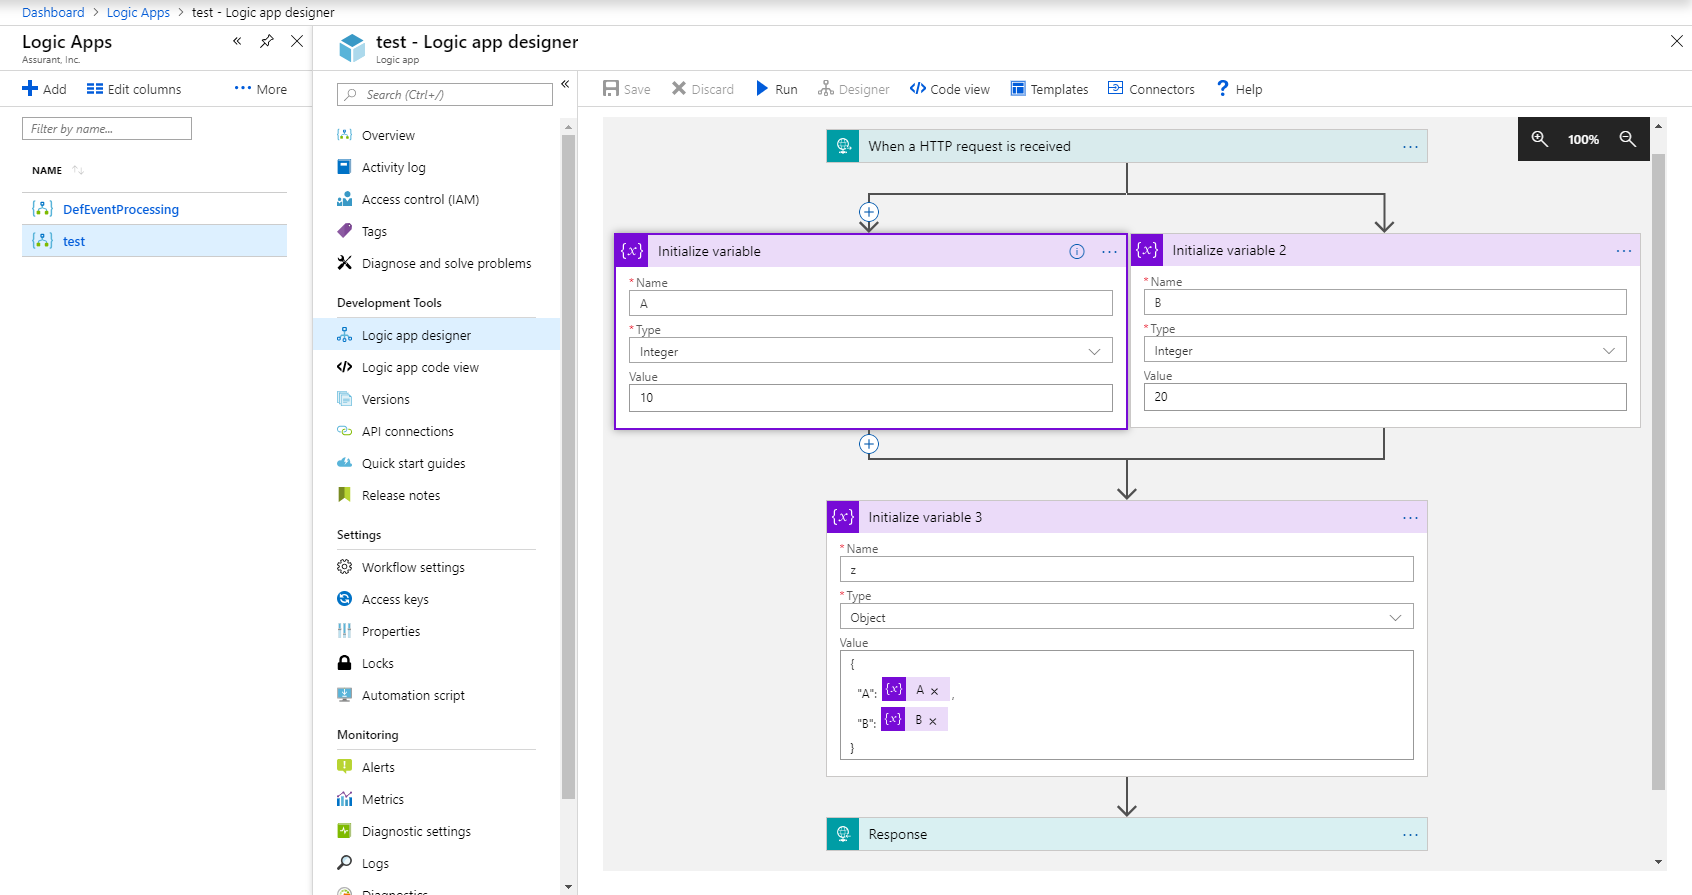 Dashboard > Logic Apps > test - Logic app designer
Logic Apps
Assurant, Inc.
Add
Edit columns
More
Filter by name...
NAME
DefEventProcessing
test
test - Logic app designer
Logic app
Search (Ctrl+/)
Overview
Activity log
Access control (IAM)
Tags
Diagnose and solve problems
Development Tools
Logic app designer
Logic app code view
Versions
API connections
Quick start guides
Release notes
Settings
Workflow settings
Access keys
Properties
Locks
Automation script
Monitoring
Alerts
Metrics
Diagnostic settings
Logs
Diagnostics
Save
Discard
Run
Designer
Code view
Templates
Connectors
Help
100%
When a HTTP request is received
{x} Initialize variable
* Name
A
* Type
Integer
Value
10
{x} Initialize variable 2
* Name
B
* Type
Integer
Value
20
{x} Initialize variable 3
* Name
z
* Type
Object
Value
{
"A": {x} A × ,
"B": {x} B ×
}
Response